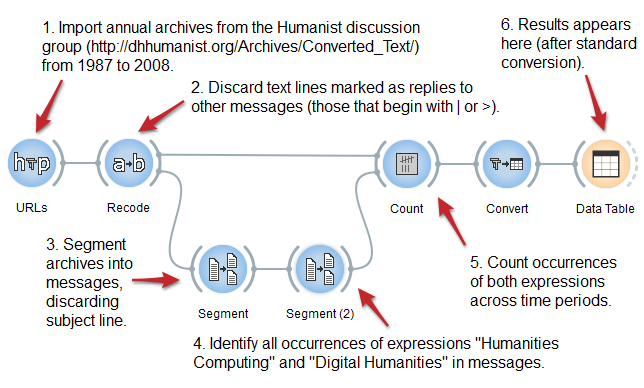 1. Import annual archives from the Humanist discussion
group (http://dhhumanist.org/Archives/Converted_Text/)
from 1987 to 2008.
2. Discard text lines marked as replies to
other messages (those that begin with | or >).
6. Results appears
here (after standard
conversion).
http
a→b
URLs
Recode
Count
Convert
Data Table
3. Segment
archives into
messages,
discarding
subject line.
Segment
Segment (2)
5. Count occurrences
of both expressions
across time periods.
4. Identify all occurrences of expressions "Humanities
Computing" and "Digital Humanities" in messages.